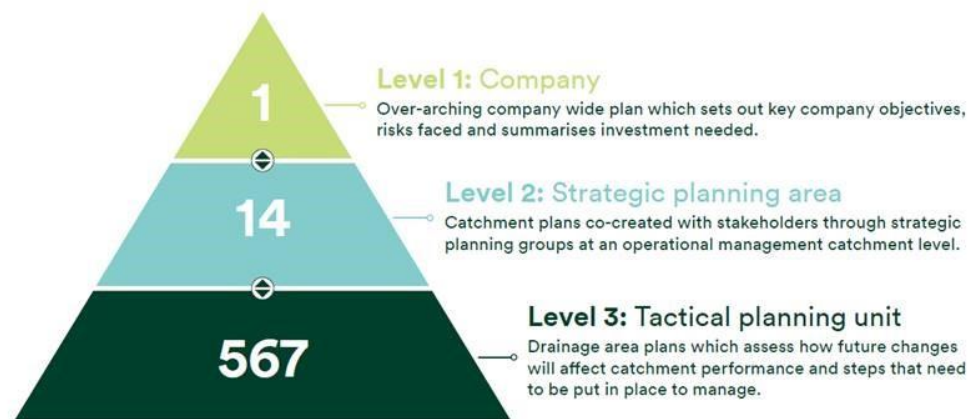 1
Level 1: Company
Over-arching company wide plan which sets out key company objectives,
risks faced and summarises investment needed.
14
Level 2: Strategic planning area
Catchment plans co-created with stakeholders through strategic
planning groups at an operational management catchment level.
567
Level 3: Tactical planning unit
Drainage area plans which assess how future changes
will affect catchment performance and steps that need
to be put in place to manage.